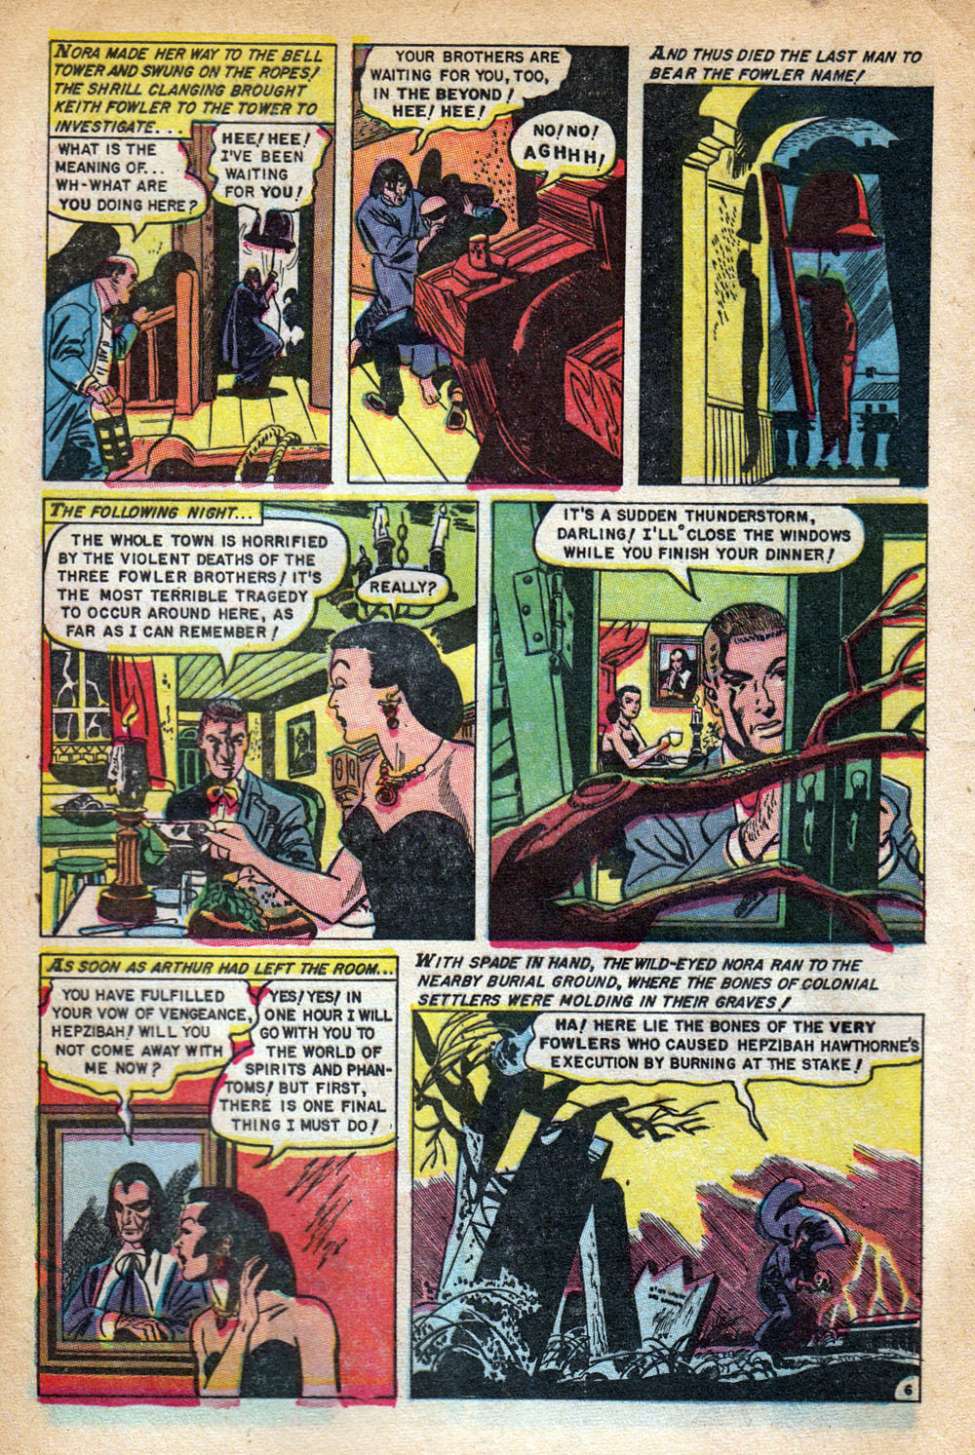 NORA MADE HER WAY TO THE BELL
TOWER AND SWUNG ON THE ROPES!
THE SHRILL CLANGING BROUGHT
KEITH FOWLER TO THE TOWER TO
INVESTIGATE...
WHAT IS THE
MEANING OF...
WH-WHAT ARE
YOU DOING HERE?
HEE! HEE!
I'VE BEEN
WAITING
FOR YOU!
YOUR BROTHERS ARE
WAITING FOR YOU, TOO,
IN THE BEYOND!
HEE! HEE!
NO! NO!
AGHHH!
AND THUS DIED THE LAST MAN TO
BEAR THE FOWLER NAME!
THE FOLLOWING NIGHT...
THE WHOLE TOWN IS HORRIFIED
BY THE VIOLENT DEATHS OF THE
THREE FOWLER BROTHERS! IT'S
THE MOST TERRIBLE TRAGEDY
TO OCCUR AROUND HERE, AS
FAR AS I CAN REMEMBER!
REALLY?
IT'S A SUDDEN THUNDERSTORM,
DARLING! I'LL CLOSE THE WINDOWS
WHILE YOU FINISH YOUR DINNER!
AS SOON AS ARTHUR HAD LEFT THE ROOM...
YOU HAVE FULFILLED
YOUR VOW OF VENGEANCE,
HEPZIBAH! WILL YOU
NOT COME AWAY WITH
ME NOW?
YES! YES! IN
ONE HOUR I WILL
GO WITH YOU TO
THE WORLD OF
SPIRITS AND PHAN-
TOMS! BUT FIRST,
THERE IS ONE FINAL
THING I MUST DO!
WITH SPADE IN HAND, THE WILD-EYED NORA RAN TO THE
NEARBY BURIAL GROUND, WHERE THE BONES OF COLONIAL
SETTLERS WERE MOLDING IN THEIR GRAVES!
HA! HERE LIE THE BONES OF THE VERY
FOWLERS WHO CAUSED HEPZIBAH HAWTHORNE'S
EXECUTION BY BURNING AT THE STAKE!
6